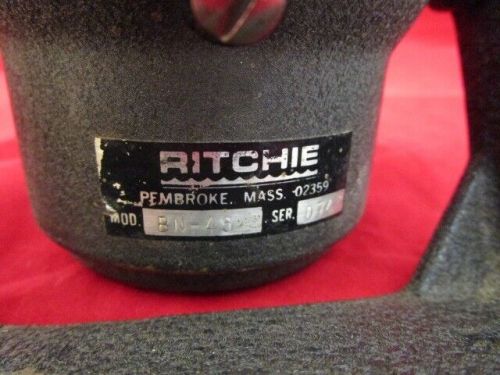 RITCHIE
PEMBROKE, MASS. 02359
MOD. SER.